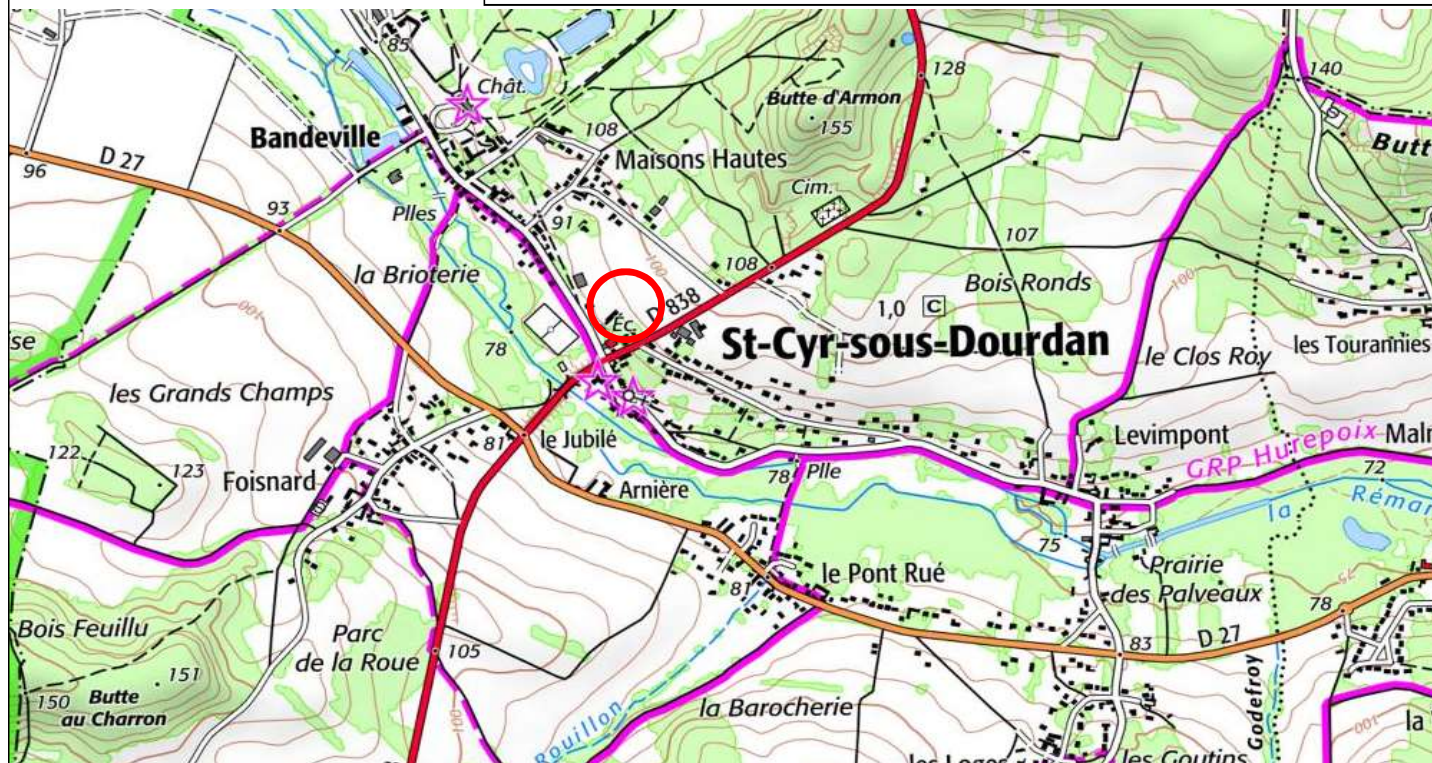 85
Chât.
128
140
Butte d'Armon
155
Bandeville
108
Maisons Hautes
D 27
Cim.
96
93
Plles
91
107
la Brioterie
100
108
Bois Ronds
100
100
D 838
1,0 C
Éc.
St-Cyr-sous-Dourdan
78
le Clos Roy
les Tourannies
les Grands Champs
81
le Jubilé
Levimpont
122
123
GRP Hurepoix
72
Foisnard
Arnière
78
Plle
la
75
le Pont Rué
Prairie
des Palveaux
75
78
Bois Feuillu
Parc
de la Roue
105
83
D 27
151
150
Butte
au Charron
100
la Barocherie
Godefroy
100
la
Rouillon
les Goutins